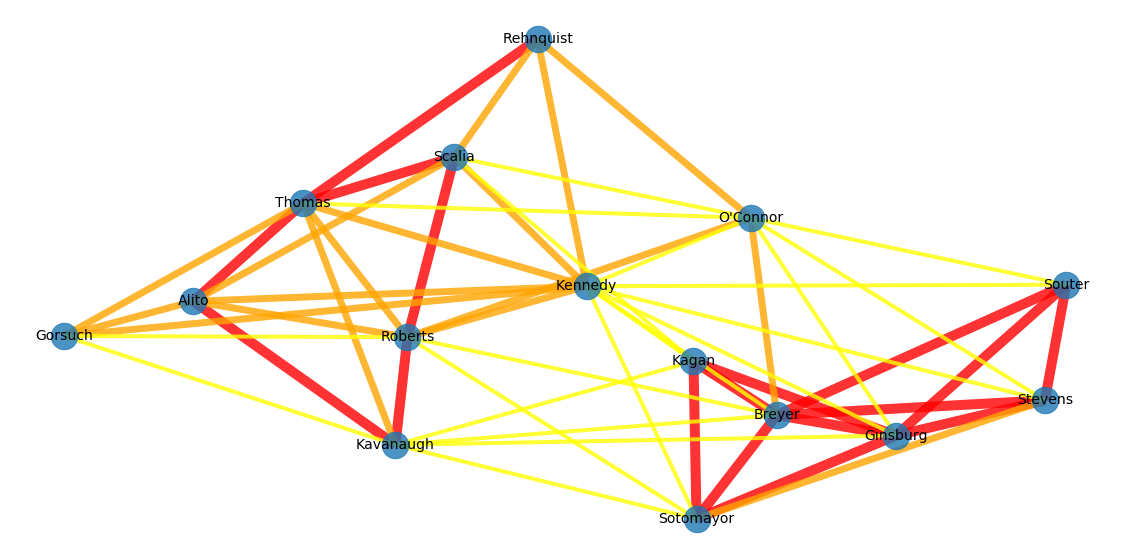 Rehnquist
Scalia
Thomas
O'Connor
Kennedy
Souter
Alito
Gorsuch
Roberts
Kagan
Stevens
Breyer
Ginsburg
Kavanaugh
Sotomayor